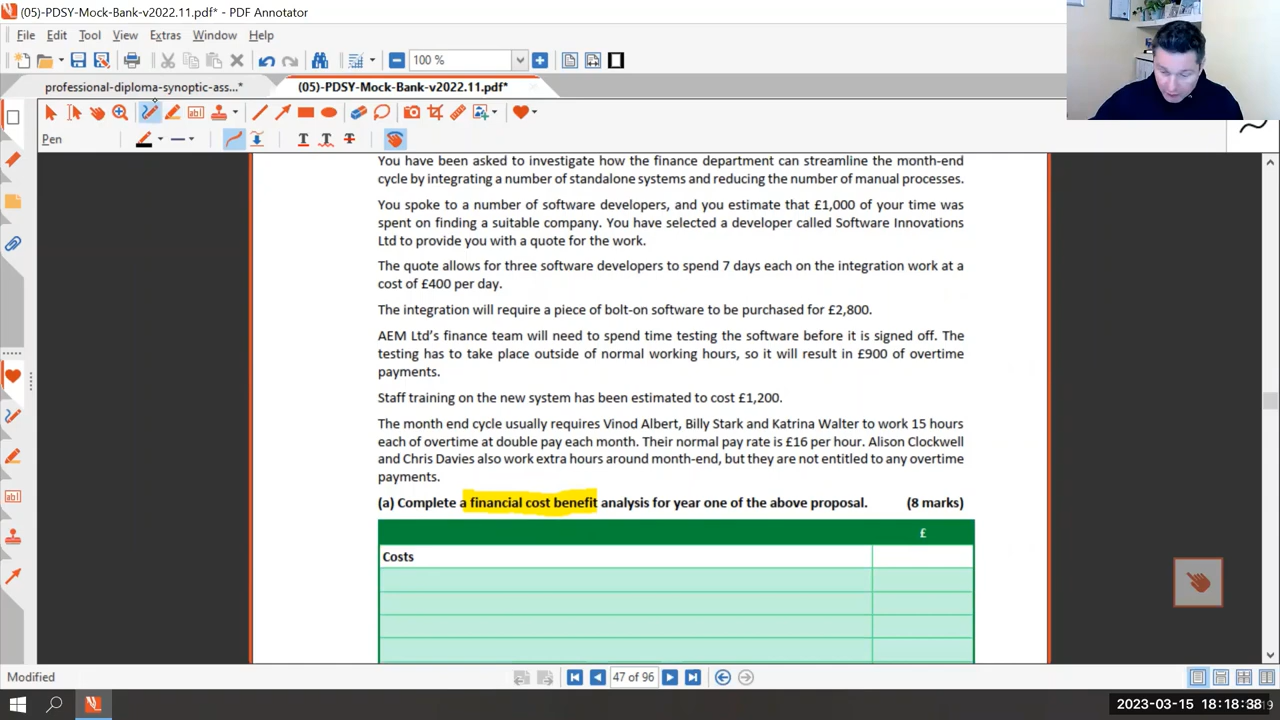 (05)-PDSY-Mock-Bank-v2022.11.pdf* - PDF Annotator
File Edit Tool View Extras Window Help
100 %
professional-diploma-synoptic-ass...* (05)-PDSY-Mock-Bank-v2022.11.pdf*
Pen
You have been asked to investigate how the finance department can streamline the month-end
cycle by integrating a number of standalone systems and reducing the number of manual processes.
You spoke to a number of software developers, and you estimate that £1,000 of your time was
spent on finding a suitable company. You have selected a developer called Software Innovations
Ltd to provide you with a quote for the work.
The quote allows for three software developers to spend 7 days each on the integration work at a
cost of £400 per day.
The integration will require a piece of bolt-on software to be purchased for £2,800.
AEM Ltd's finance team will need to spend time testing the software before it is signed off. The
testing has to take place outside of normal working hours, so it will result in £900 of overtime
payments.
Staff training on the new system has been estimated to cost £1,200.
The month end cycle usually requires Vinod Albert, Billy Stark and Katrina Walter to work 15 hours
each of overtime at double pay each month. Their normal pay rate is £16 per hour. Alison Clockwell
and Chris Davies also work extra hours around month-end, but they are not entitled to any overtime
payments.
(a) Complete a financial cost benefit analysis for year one of the above proposal. (8 marks)
£
Costs
Modified
47 of 96
2023-03-15 18:18:38